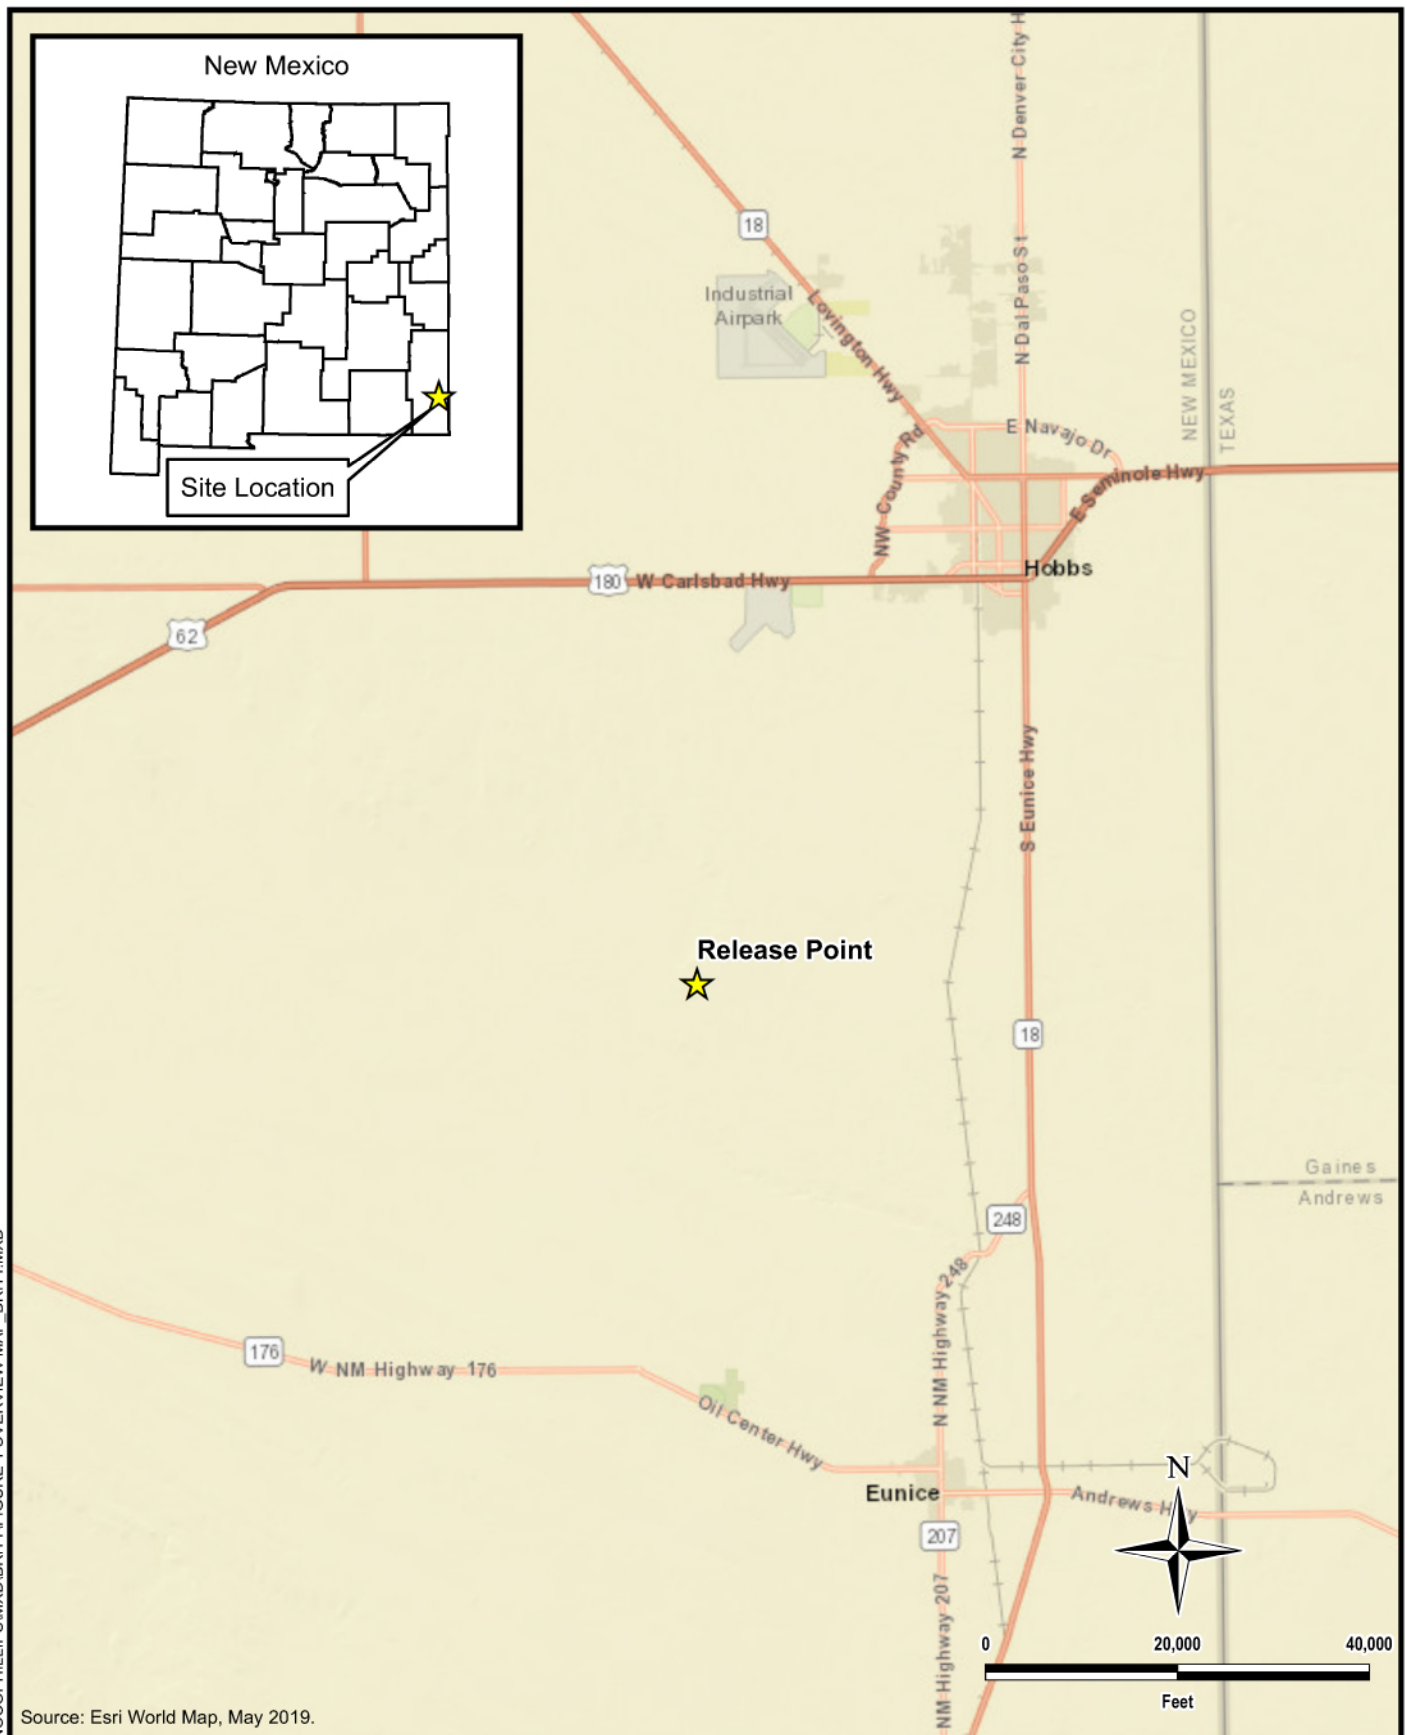 New Mexico
Site Location
N Denver City H
18
N Dal Paso St
Industrial
Airpark
Lovington Hwy
NEW MEXICO
TEXAS
E Navajo Dr
NW County Rd
E Seminole Hwy
Hobbs
180
W Carlsbad Hwy
62
S Eunice Hwy
Release Point
18
Gaines
Andrews
248
N NM Highway 248
176
W NM Highway 176
Oil Center Hwy
Eunice
Andrews Hwy
N
207
NM Highway 207
0 20,000 40,000
Feet
Source: Esri World Map, May 2019.